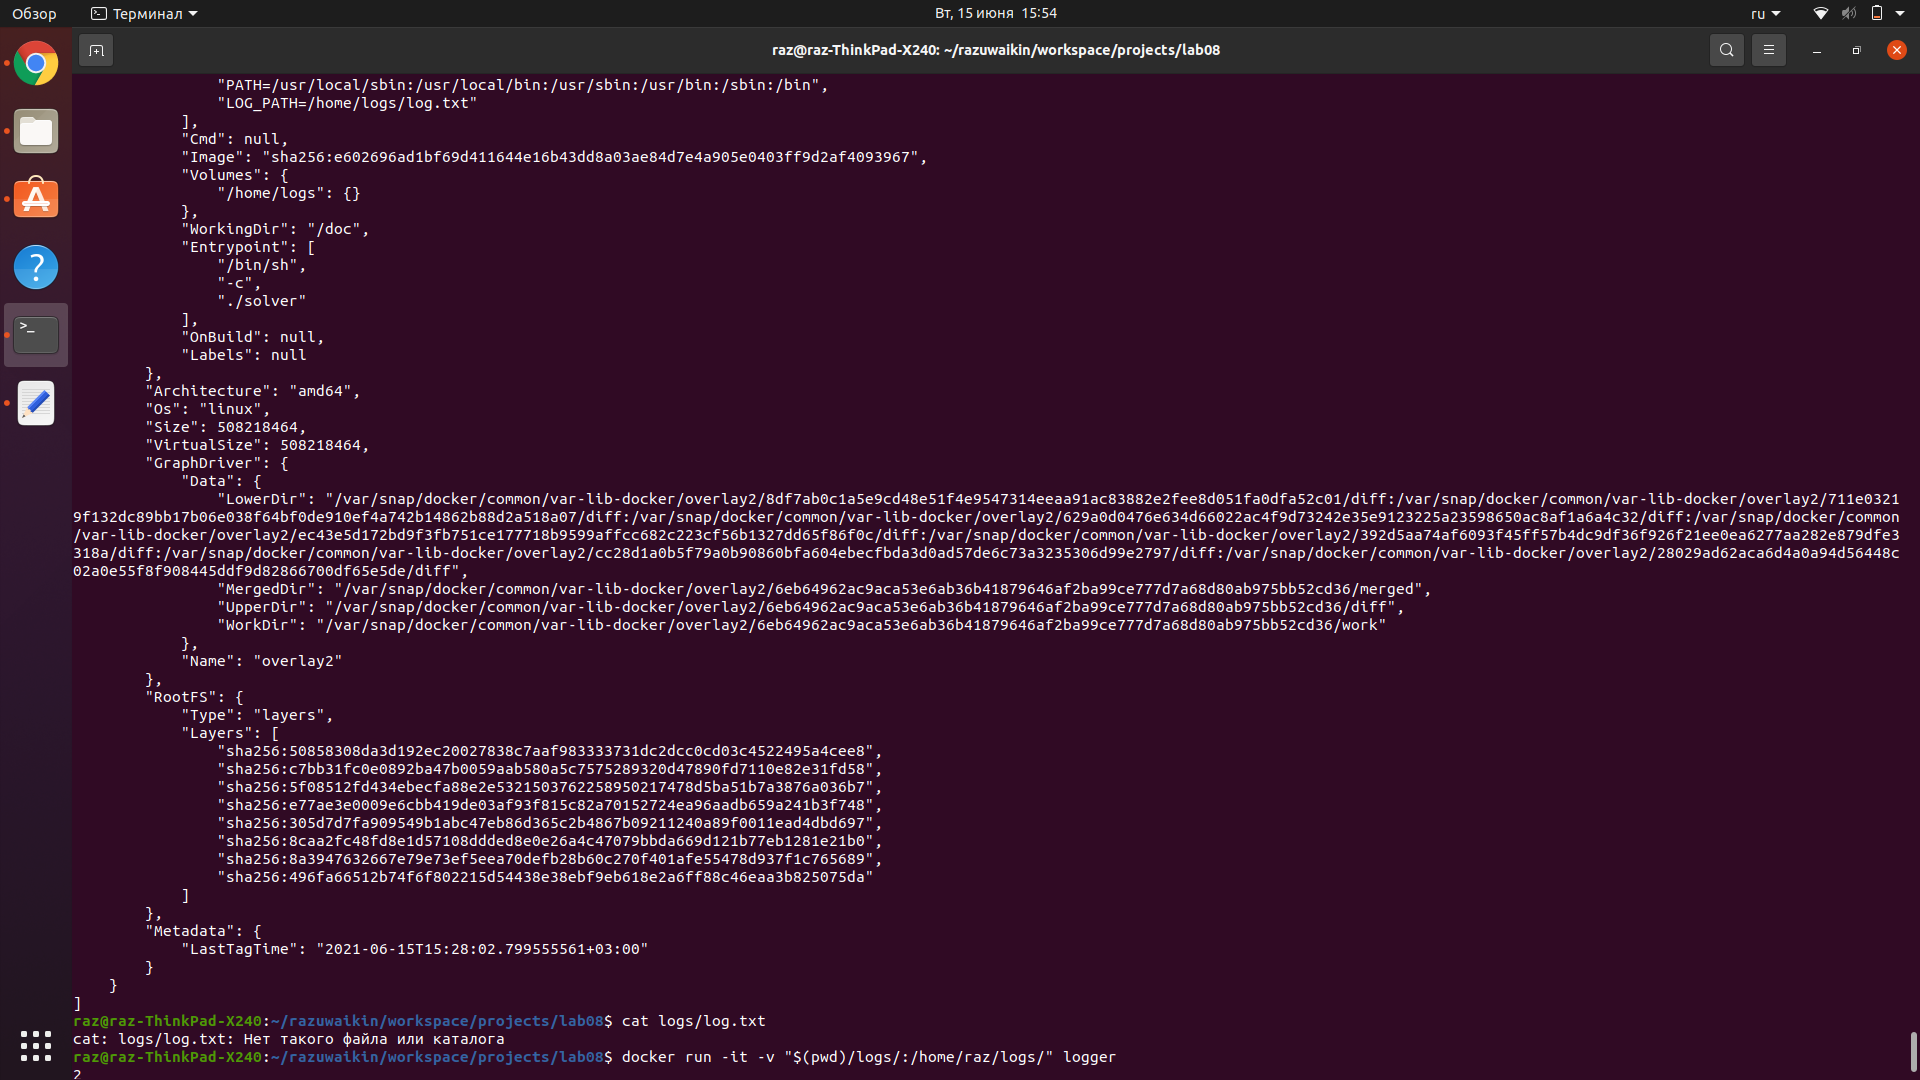 Обзор
Терминал
Вт, 15 июня 15:54
ru
raz@raz-ThinkPad-X240: ~/razuwaikin/workspace/projects/lab08
"PATH=/usr/local/sbin:/usr/local/bin:/usr/sbin:/usr/bin:/sbin:/bin",
"LOG_PATH=/home/logs/log.txt"
],
"Cmd": null,
"Image": "sha256:e602696ad1bf69d411644e16b43dd8a03ae84d7e4a905e0403ff9d2af4093967",
"Volumes": {
"/home/logs": {}
},
"WorkingDir": "/doc",
"Entrypoint": [
"/bin/sh",
"-c",
"./solver"
],
"OnBuild": null,
"Labels": null
},
"Architecture": "amd64",
"Os": "linux",
"Size": 508218464,
"VirtualSize": 508218464,
"GraphDriver": {
"Data": {
"LowerDir": "/var/snap/docker/common/var-lib-docker/overlay2/8df7ab0c1a5e9cd48e51f4e9547314eeaa91ac83882e2fee8d051fa0dfa52c01/diff:/var/snap/docker/common/var-lib-docker/overlay2/711e0321
9f132dc89bb17b06e038f64bf0de910ef4a742b14862b88d2a518a07/diff:/var/snap/docker/common/var-lib-docker/overlay2/629a0d0476e634d66022ac4f9d73242e35e9123225a23598650ac8af1a6a4c32/diff:/var/snap/docker/common
/var-lib-docker/overlay2/ec43e5d172bd9f3fb751ce177718b9599affcc682c223cf56b1327dd65f86f0c/diff:/var/snap/docker/common/var-lib-docker/overlay2/392d5aa74af6093f45ff57b4dc9df36f926f21ee0ea6277aa282e879dfe3
318a/diff:/var/snap/docker/common/var-lib-docker/overlay2/cc28d1a0b5f79a0b90860bfa604ebecfbda3d0ad57de6c73a3235306d99e2797/diff:/var/snap/docker/common/var-lib-docker/overlay2/28029ad62aca6d4a0a94d56448c
02a0e55f8f908445ddf9d82866700df65e5de/diff",
"MergedDir": "/var/snap/docker/common/var-lib-docker/overlay2/6eb64962ac9aca53e6ab36b41879646af2ba99ce777d7a68d80ab975bb52cd36/merged",
"UpperDir": "/var/snap/docker/common/var-lib-docker/overlay2/6eb64962ac9aca53e6ab36b41879646af2ba99ce777d7a68d80ab975bb52cd36/diff",
"WorkDir": "/var/snap/docker/common/var-lib-docker/overlay2/6eb64962ac9aca53e6ab36b41879646af2ba99ce777d7a68d80ab975bb52cd36/work"
},
"Name": "overlay2"
},
"RootFS": {
"Type": "layers",
"Layers": [
"sha256:50858308da3d192ec20027838c7aaf983333731dc2dcc0cd03c4522495a4cee8",
"sha256:c7bb31fc0e0892ba47b0059aab580a5c7575289320d47890fd7110e82e31fd58",
"sha256:5f08512fd434ebecfa88e2e5321503762258950217478d5ba51b7a3876a036b7",
"sha256:e77ae3e0009e6cbb419de03af93f815c82a70152724ea96aadb659a241b3f748",
"sha256:305d7d7fa909549b1abc47eb86d365c2b4867b09211240a89f0011ead4dbd697",
"sha256:8caa2fc48fd8e1d57108ddded8e0e26a4c47079bbda669d121b77eb1281e21b0",
"sha256:8a3947632667e79e73ef5eea70defb28b60c270f401afe55478d937f1c765689",
"sha256:496fa66512b74f6f802215d54438e38ebf9eb618e2a6ff88c46eaa3b825075da"
]
},
"Metadata": {
"LastTagTime": "2021-06-15T15:28:02.799555561+03:00"
}
}
]
raz@raz-ThinkPad-X240:~/razuwaikin/workspace/projects/lab08$ cat logs/log.txt
cat: logs/log.txt: Нет такого файла или каталога
raz@raz-ThinkPad-X240:~/razuwaikin/workspace/projects/lab08$ docker run -it -v "$(pwd)/logs/:/home/raz/logs/" logger
2